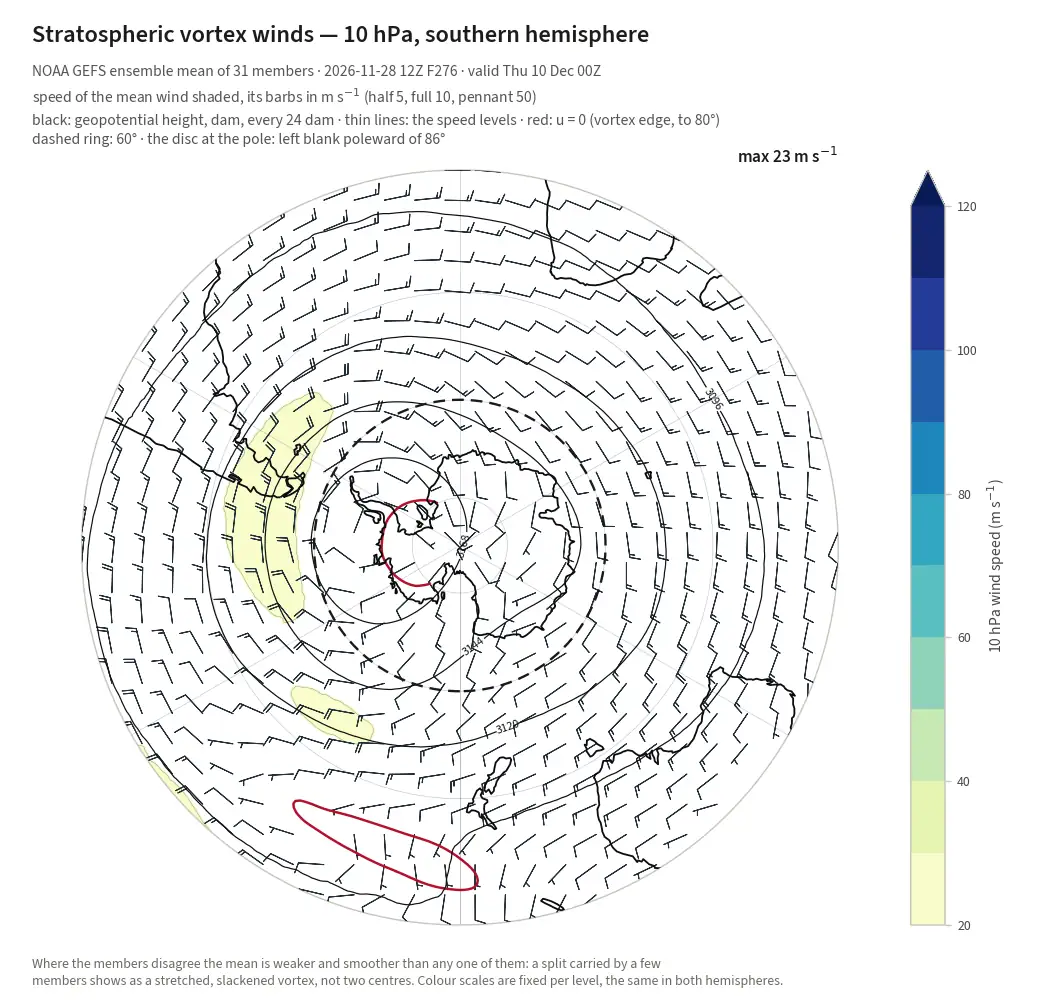 Stratospheric vortex winds — 10 hPa, southern hemisphere
NOAA GEFS ensemble mean of 31 members · 2026-11-28 12Z F276 · valid Thu 10 Dec 00Z
speed of the mean wind shaded, its barbs in m s⁻¹ (half 5, full 10, pennant 50)
black: geopotential height, dam, every 24 dam · thin lines: the speed levels · red: u = 0 (vortex edge, to 80°)
dashed ring: 60° · the disc at the pole: left blank poleward of 86°
max 23 m s⁻¹
120
100
80
60
40
20
10 hPa wind speed (m s⁻¹)
3096
3168
3144
3120
Where the members disagree the mean is weaker and smoother than any one of them: a split carried by a few
members shows as a stretched, slackened vortex, not two centres. Colour scales are fixed per level, the same in both hemispheres.